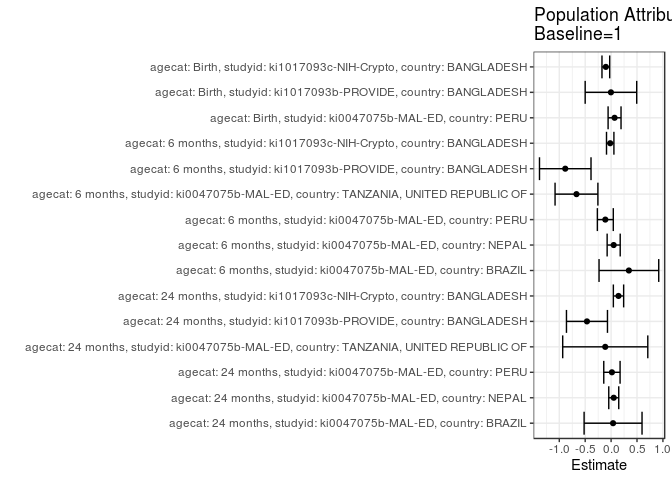 Population Attribu
Baseline=1
agecat: Birth, studyid: ki1017093c-NIH-Crypto, country: BANGLADESH
agecat: Birth, studyid: ki1017093b-PROVIDE, country: BANGLADESH
agecat: Birth, studyid: ki0047075b-MAL-ED, country: PERU
agecat: 6 months, studyid: ki1017093c-NIH-Crypto, country: BANGLADESH
agecat: 6 months, studyid: ki1017093b-PROVIDE, country: BANGLADESH
agecat: 6 months, studyid: ki0047075b-MAL-ED, country: TANZANIA, UNITED REPUBLIC OF
agecat: 6 months, studyid: ki0047075b-MAL-ED, country: PERU
agecat: 6 months, studyid: ki0047075b-MAL-ED, country: NEPAL
agecat: 6 months, studyid: ki0047075b-MAL-ED, country: BRAZIL
agecat: 24 months, studyid: ki1017093c-NIH-Crypto, country: BANGLADESH
agecat: 24 months, studyid: ki1017093b-PROVIDE, country: BANGLADESH
agecat: 24 months, studyid: ki0047075b-MAL-ED, country: TANZANIA, UNITED REPUBLIC OF
agecat: 24 months, studyid: ki0047075b-MAL-ED, country: PERU
agecat: 24 months, studyid: ki0047075b-MAL-ED, country: NEPAL
agecat: 24 months, studyid: ki0047075b-MAL-ED, country: BRAZIL
-1.0 -0.5 0.0 0.5 1.0
Estimate